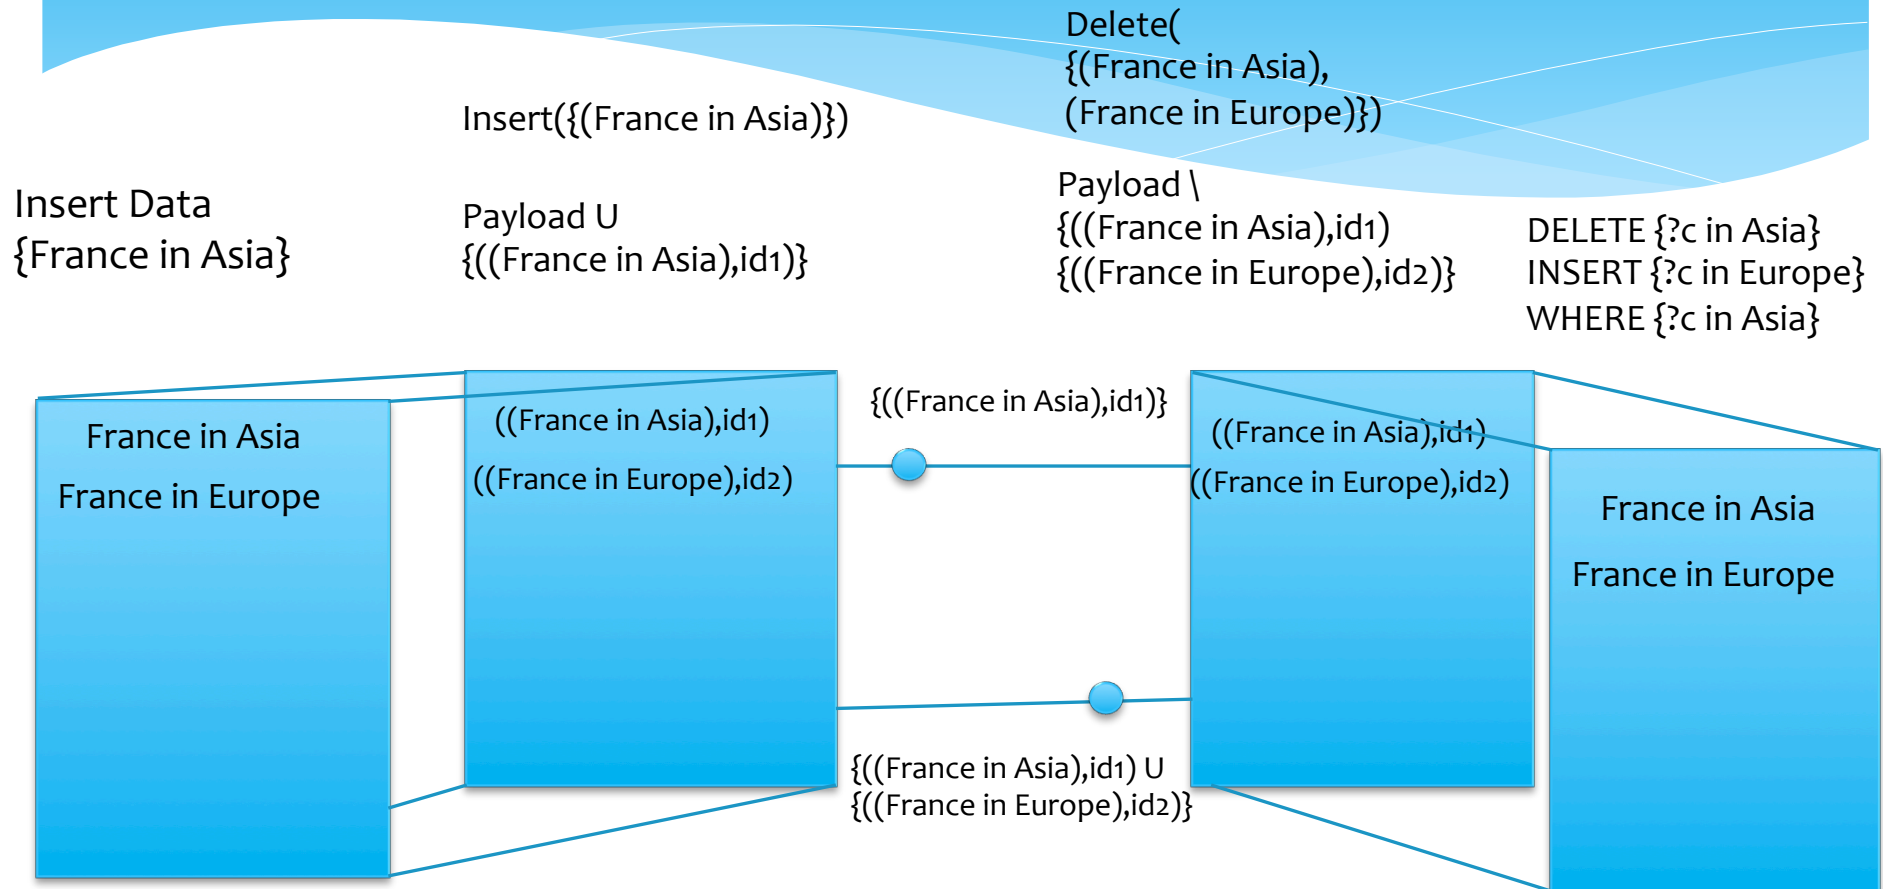 Insert Data
{France in Asia}
Insert({(France in Asia)})
Payload U
{((France in Asia),id1)}
Delete(
{(France in Asia),
(France in Europe)})
Payload \
{((France in Asia),id1)
{((France in Europe),id2)}
DELETE {?c in Asia}
INSERT {?c in Europe}
WHERE {?c in Asia}
France in Asia
France in Europe
((France in Asia),id1)
((France in Europe),id2)
{((France in Asia),id1)}
{((France in Asia),id1) U
{((France in Europe),id2)}
((France in Asia),id1)
((France in Europe),id2)
France in Asia
France in Europe